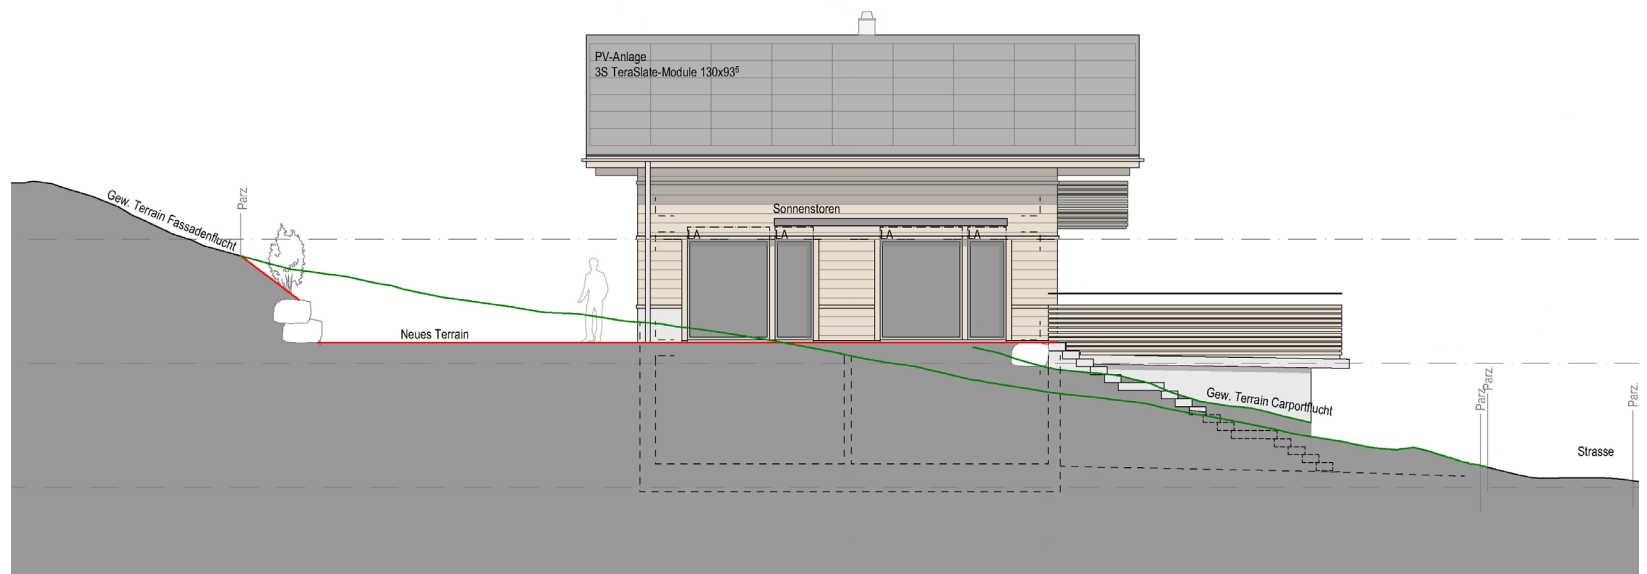 PV-Anlage
3S TeraSlate-Module 130x93⁵
Gew. Terrain Fassadenflucht
Parz.
Sonnenstoren
LA
LA
LA
LA
Neues Terrain
Gew. Terrain Carportflucht
Parz.
Parz.
Parz.
Strasse